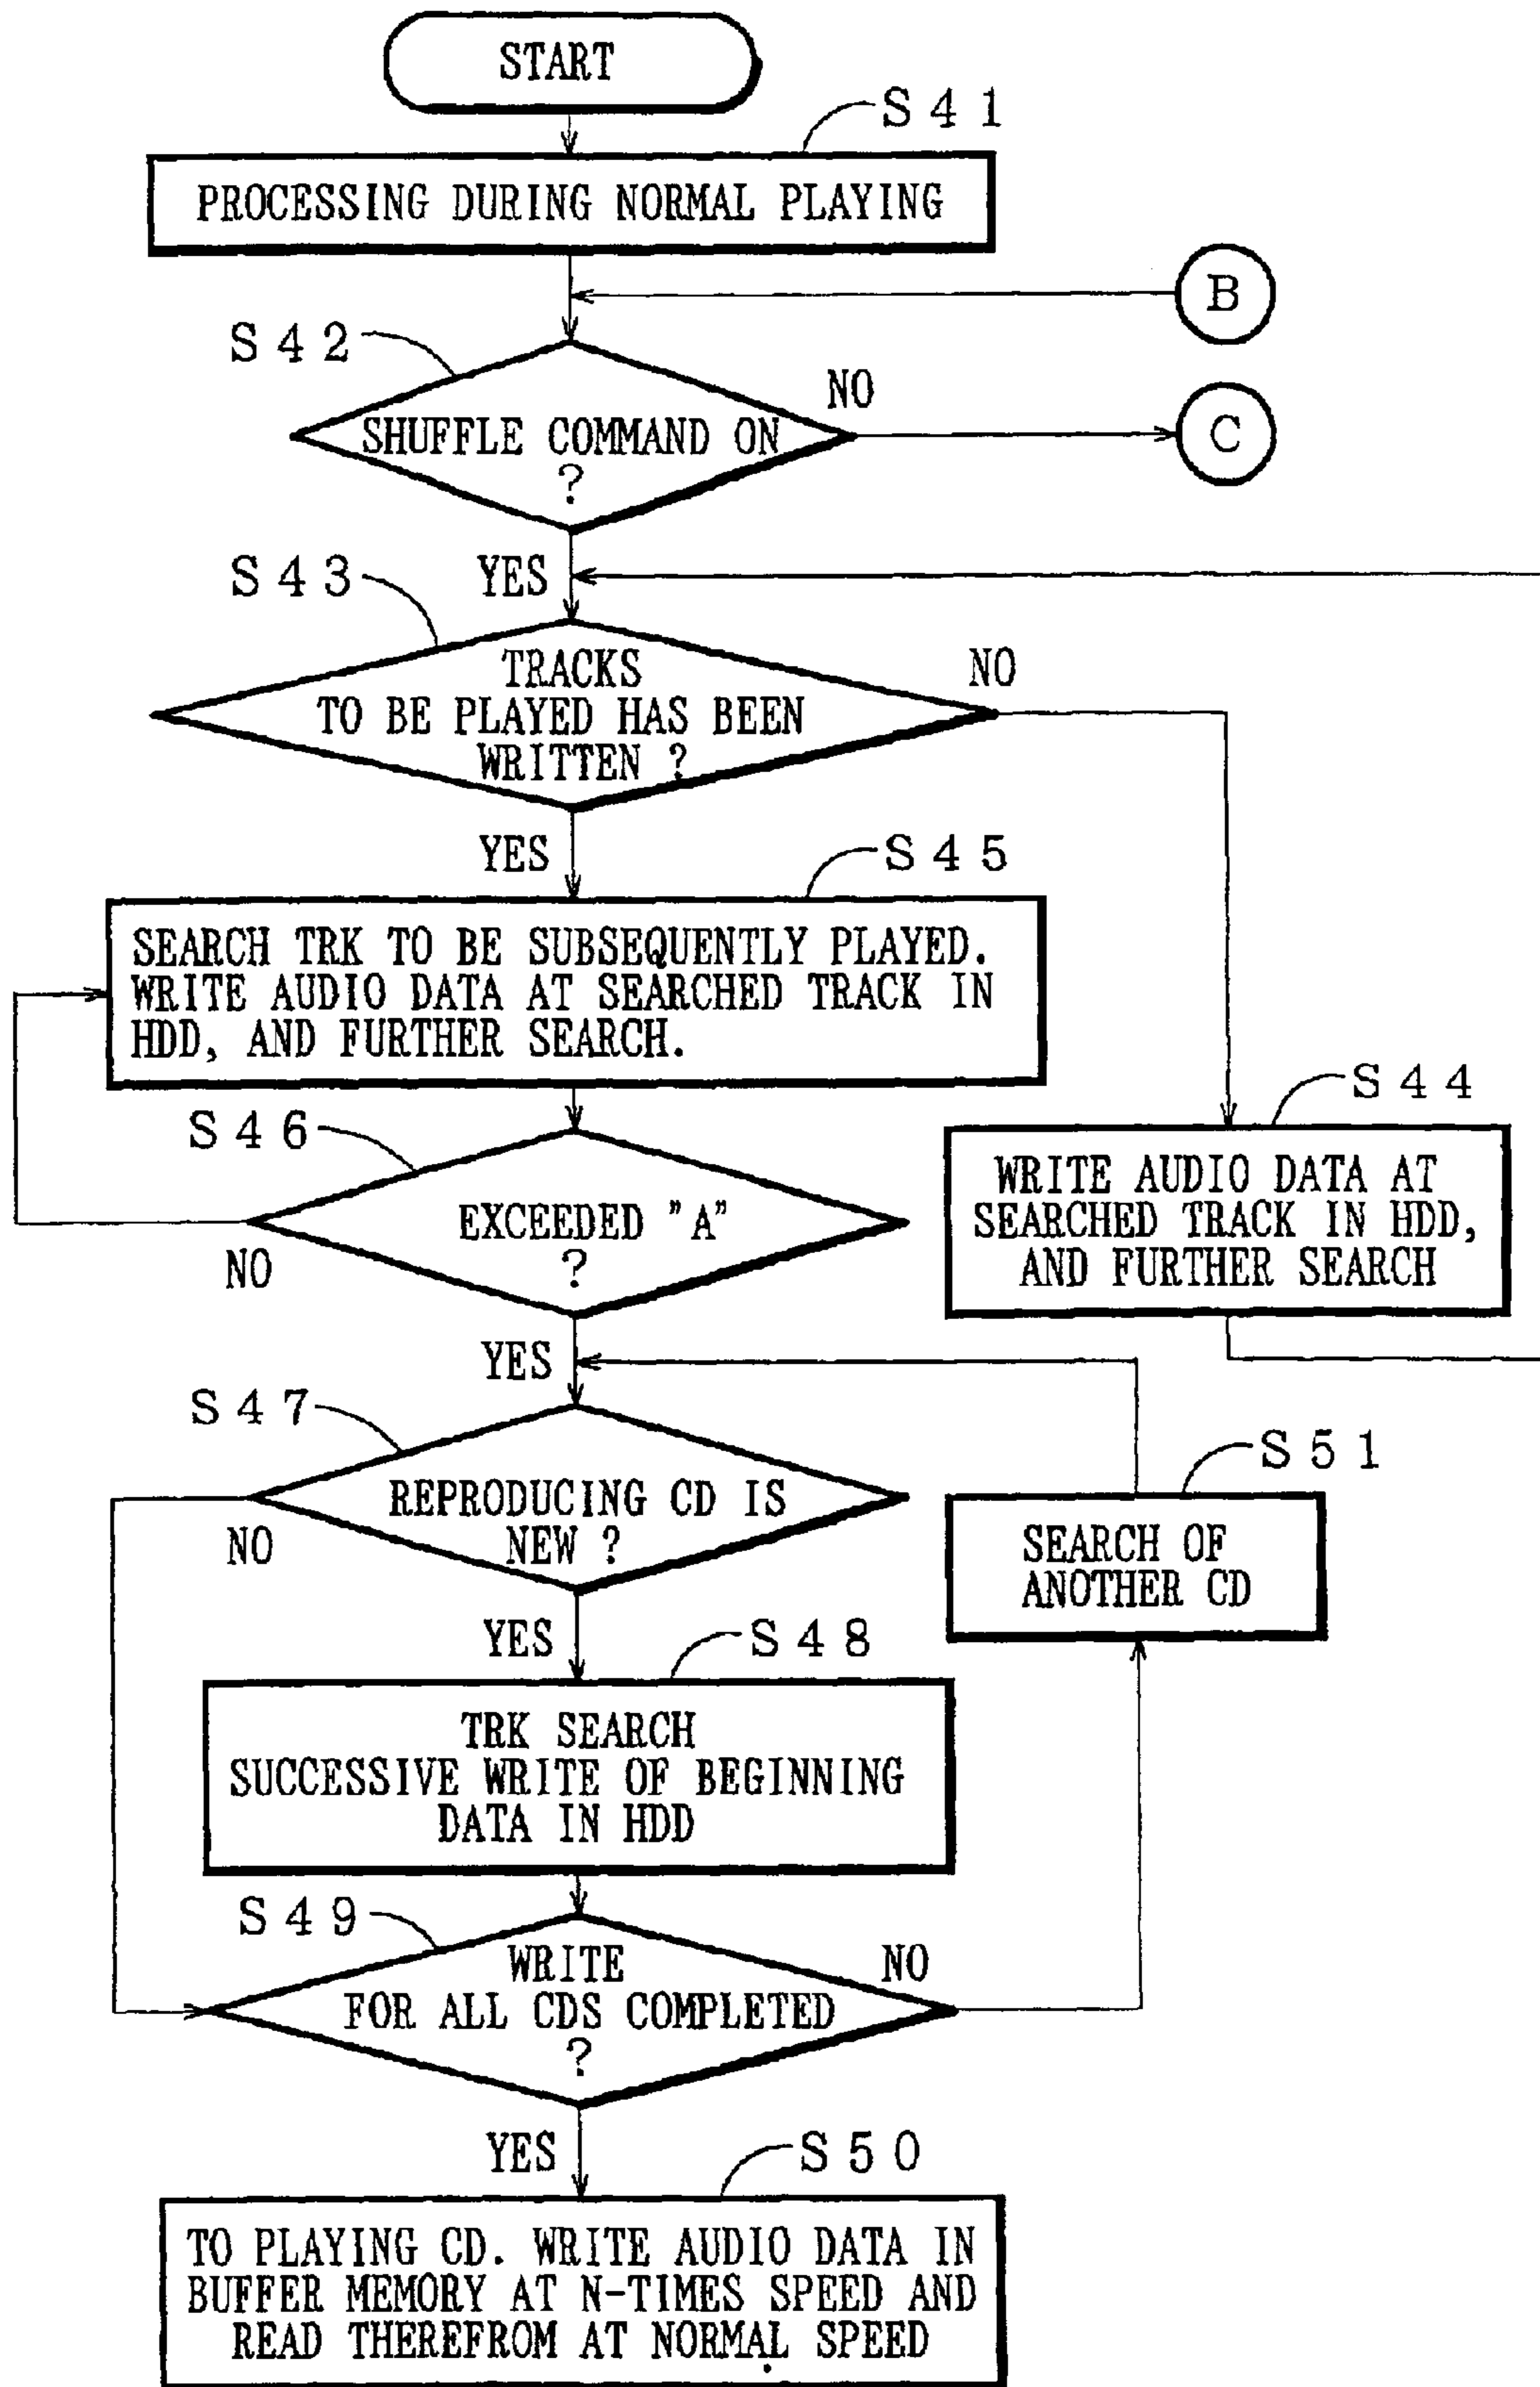 START
S41
PROCESSING DURING NORMAL PLAYING
B
S42
NO
SHUFFLE COMMAND ON
?
C
YES
S43
TRACKS
TO BE PLAYED HAS BEEN
WRITTEN ?
NO
YES
S45
SEARCH TRK TO BE SUBSEQUENTLY PLAYED.
WRITE AUDIO DATA AT SEARCHED TRACK IN
HDD, AND FURTHER SEARCH.
S44
WRITE AUDIO DATA AT
SEARCHED TRACK IN HDD,
AND FURTHER SEARCH
S46
EXCEEDED "A"
?
NO
YES
S47
REPRODUCING CD IS
NEW ?
NO
S51
SEARCH OF
ANOTHER CD
YES
S48
TRK SEARCH
SUCCESSIVE WRITE OF BEGINNING
DATA IN HDD
S49
WRITE
FOR ALL CDS COMPLETED
?
NO
YES
S50
TO PLAYING CD. WRITE AUDIO DATA IN
BUFFER MEMORY AT N-TIMES SPEED AND
READ THEREFROM AT NORMAL SPEED